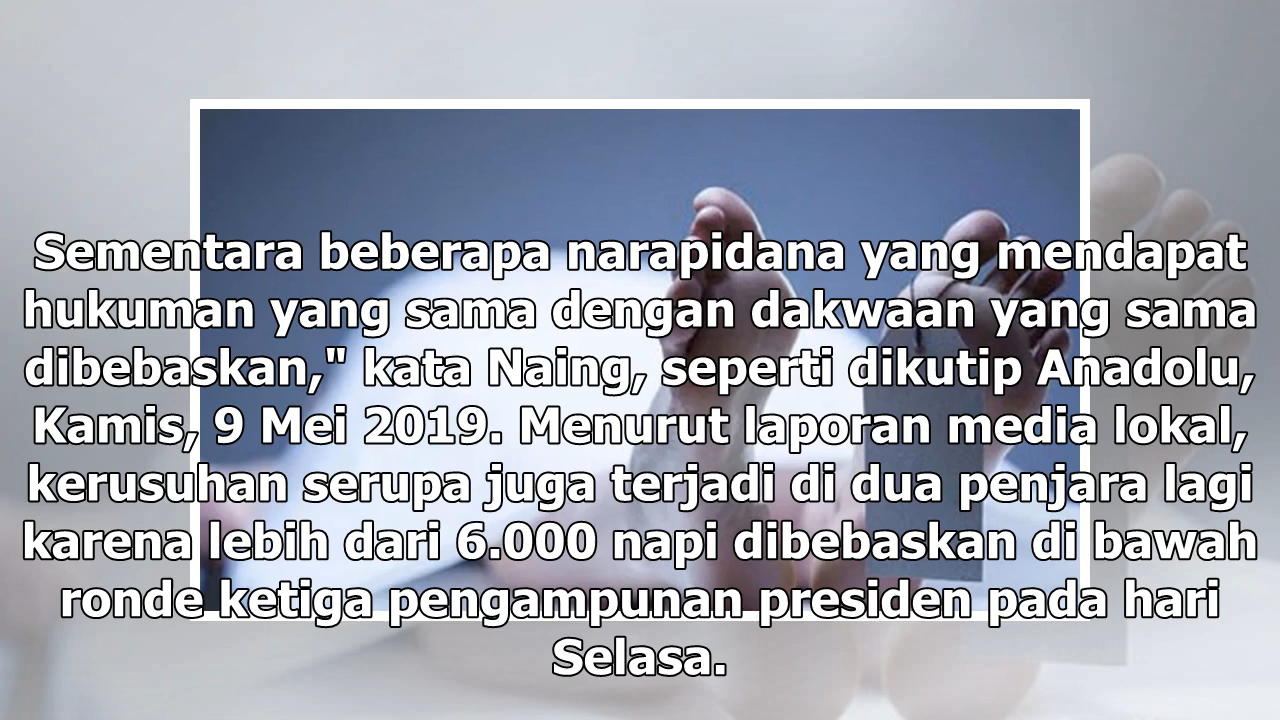 Sementara beberapa narapidana yang mendapat
hukuman yang sama dengan dakwaan yang sama
dibebaskan," kata Naing, seperti dikutip Anadolu,
Kamis, 9 Mei 2019. Menurut laporan media lokal,
kerusuhan serupa juga terjadi di dua penjara lagi
karena lebih dari 6.000 napi dibebaskan di bawah
ronde ketiga pengampunan presiden pada hari
Selasa.